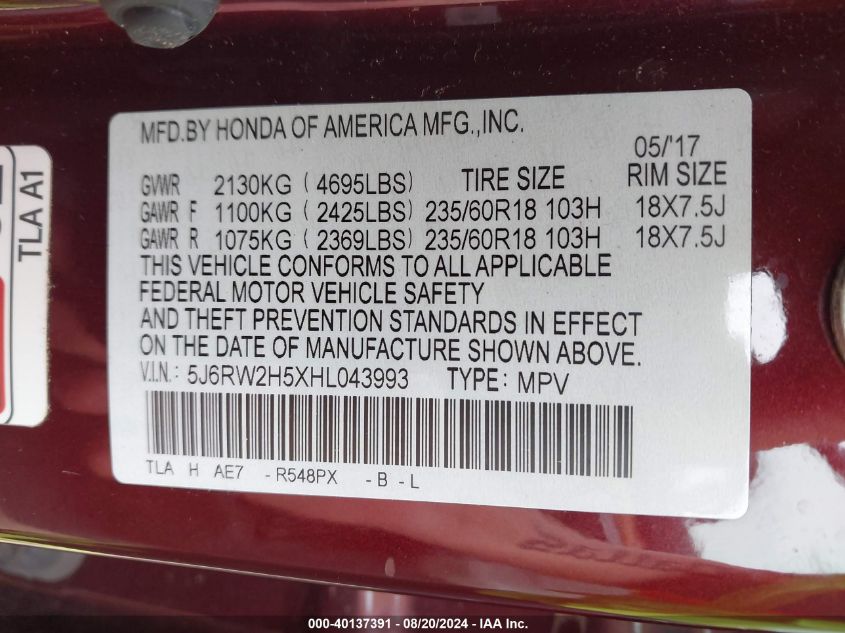 MFD.BY HONDA OF AMERICA MFG.,INC.
05/'17
GVWR 2130KG ( 4695LBS) TIRE SIZE RIM SIZE
GAWR F 1100KG ( 2425LBS) 235/60R18 103H 18X7.5J
GAWR R 1075KG ( 2369LBS) 235/60R18 103H 18X7.5J
THIS VEHICLE CONFORMS TO ALL APPLICABLE
FEDERAL MOTOR VEHICLE SAFETY
AND THEFT PREVENTION STANDARDS IN EFFECT
ON THE DATE OF MANUFACTURE SHOWN ABOVE.
V.I.N.: 5J6RW2H5XHL043993 TYPE: MPV
TLA H AE7 - R548PX - B - L
TLA A1
000-40137391 - 08/20/2024 - IAA Inc.